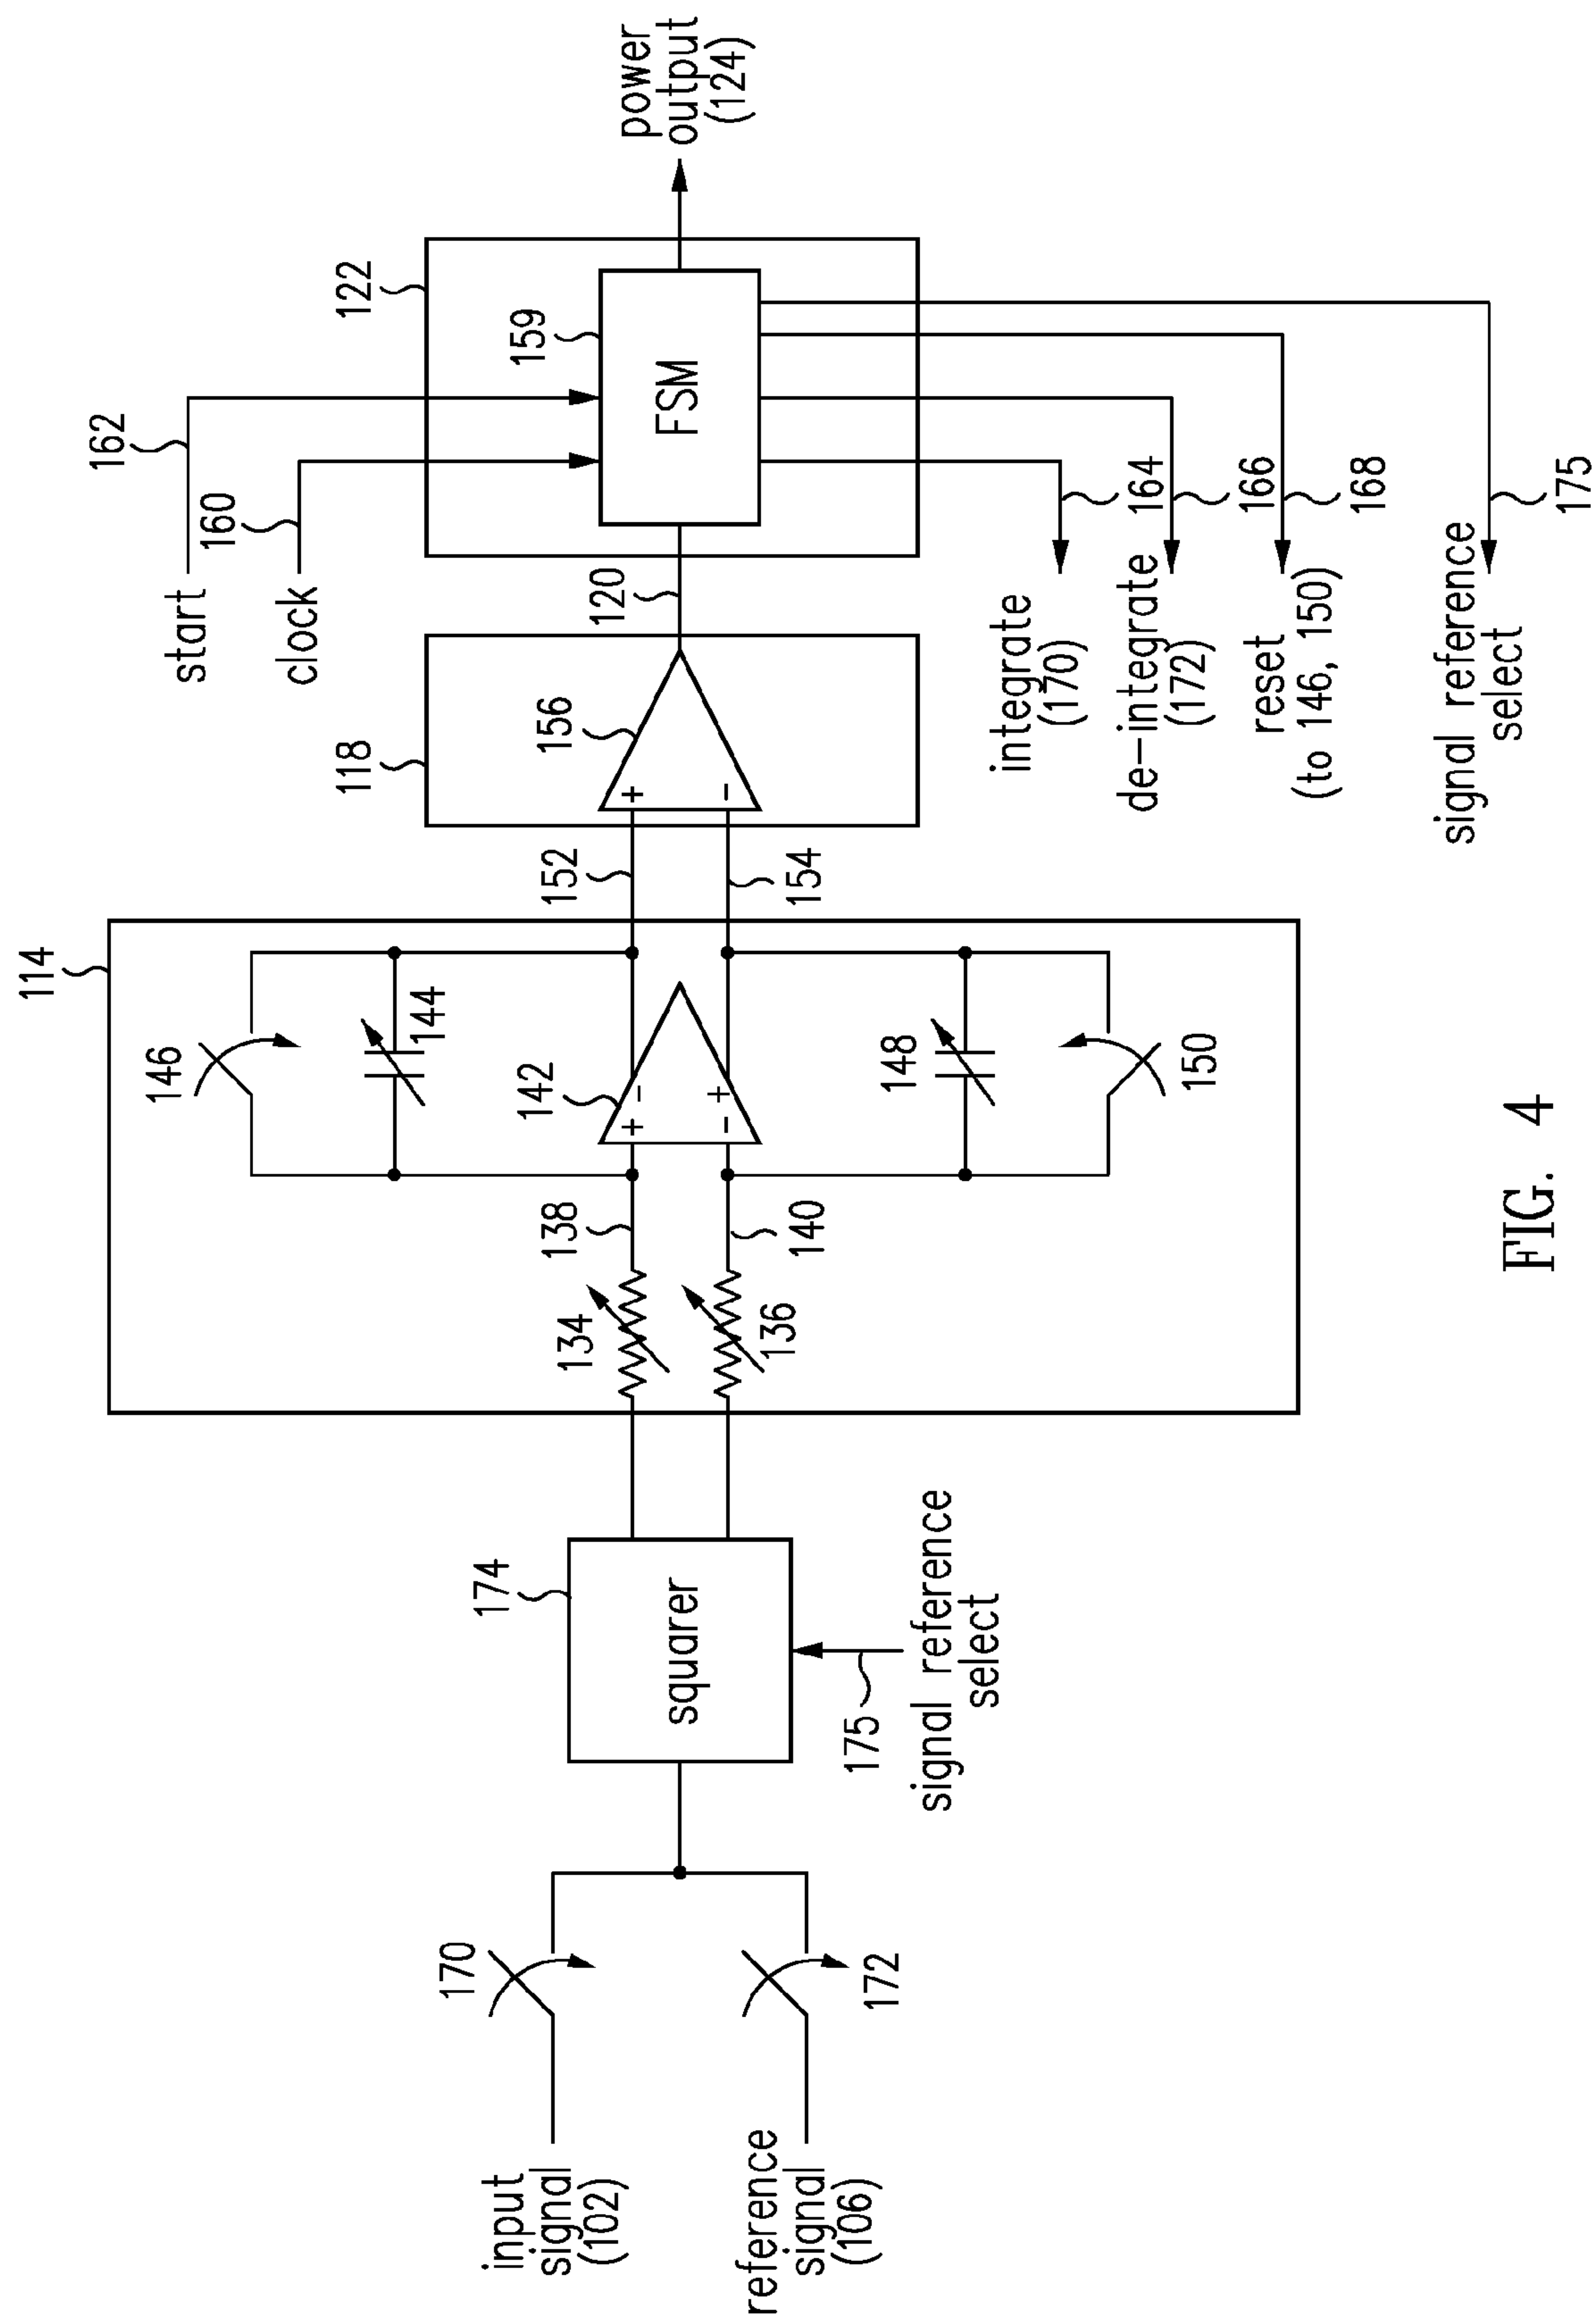 start
162
clock
160
114
118
122
146
144
142
138
134
152
156
120
159
FSM
power
output
(124)
174
squarer
170
input
signal
(102)
172
reference
signal
(106)
175
signal reference
select
136
140
148
150
154
+
-
-
+
+
-
integrate
(170)
164
de-integrate
(172)
166
reset
(to 146, 150)
168
signal reference
select
175
FIG. 4